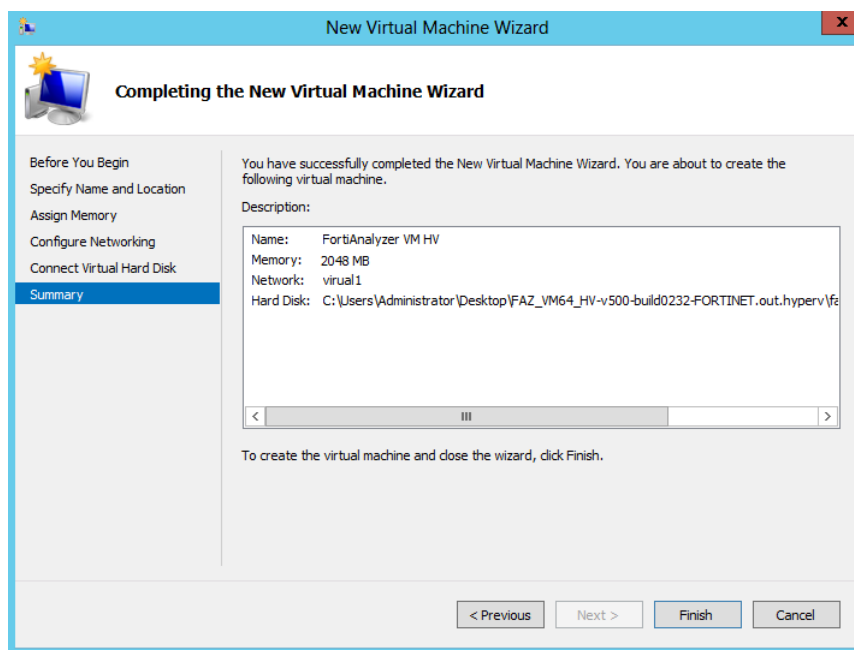 New Virtual Machine Wizard
x
Completing the New Virtual Machine Wizard
Before You Begin
Specify Name and Location
Assign Memory
Configure Networking
Connect Virtual Hard Disk
Summary
You have successfully completed the New Virtual Machine Wizard. You are about to create the
following virtual machine.
Description:
Name: FortiAnalyzer VM HV
Memory: 2048 MB
Network: virual1
Hard Disk: C:\Users\Administrator\Desktop\FAZ_VM64_HV-v500-build0232-FORTINET.out.hyperv\fa
To create the virtual machine and close the wizard, click Finish.
< Previous
Next >
Finish
Cancel